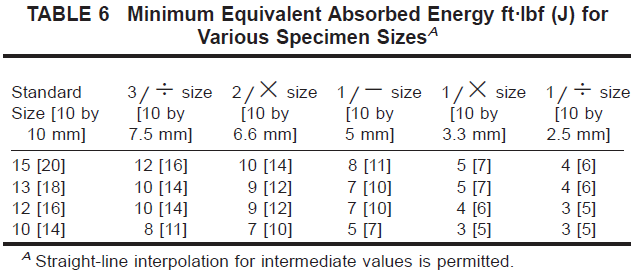 TABLE 6 Minimum Equivalent Absorbed Energy ft·lbf (J) for
Various Specimen Sizes^A
Standard Size [10 by 10 mm] 3/÷ size [10 by 7.5 mm] 2/× size [10 by 6.6 mm] 1/− size [10 by 5 mm] 1/× size [10 by 3.3 mm] 1/÷ size [10 by 2.5 mm]
15 [20] 12 [16] 10 [14] 8 [11] 5 [7] 4 [6]
13 [18] 10 [14] 9 [12] 7 [10] 5 [7] 4 [6]
12 [16] 10 [14] 9 [12] 7 [10] 4 [6] 3 [5]
10 [14] 8 [11] 7 [10] 5 [7] 3 [5] 3 [5]
^A Straight-line interpolation for intermediate values is permitted.